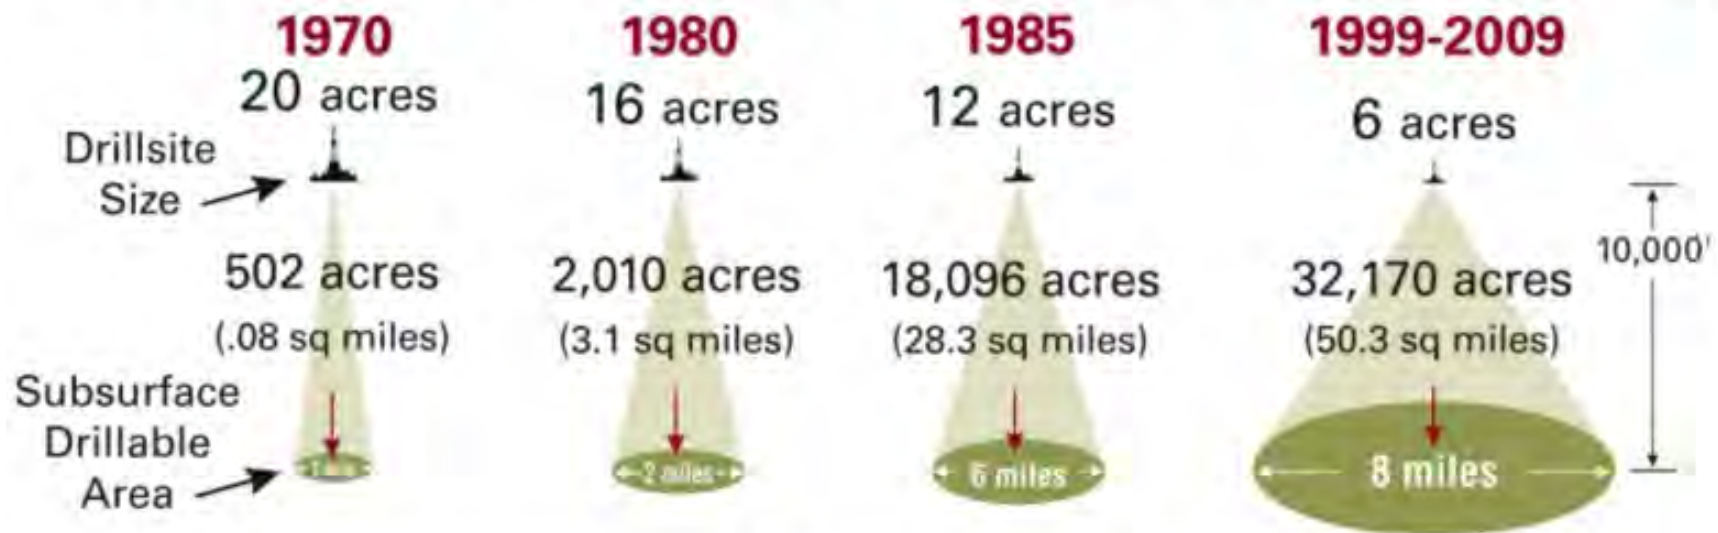 1970
20 acres
1980
16 acres
1985
12 acres
1999-2009
6 acres
Drillsite
Size
10,000'
502 acres
(.08 sq miles)
2,010 acres
(3.1 sq miles)
18,096 acres
(28.3 sq miles)
32,170 acres
(50.3 sq miles)
Subsurface
Drillable
Area
2 miles
6 miles
8 miles